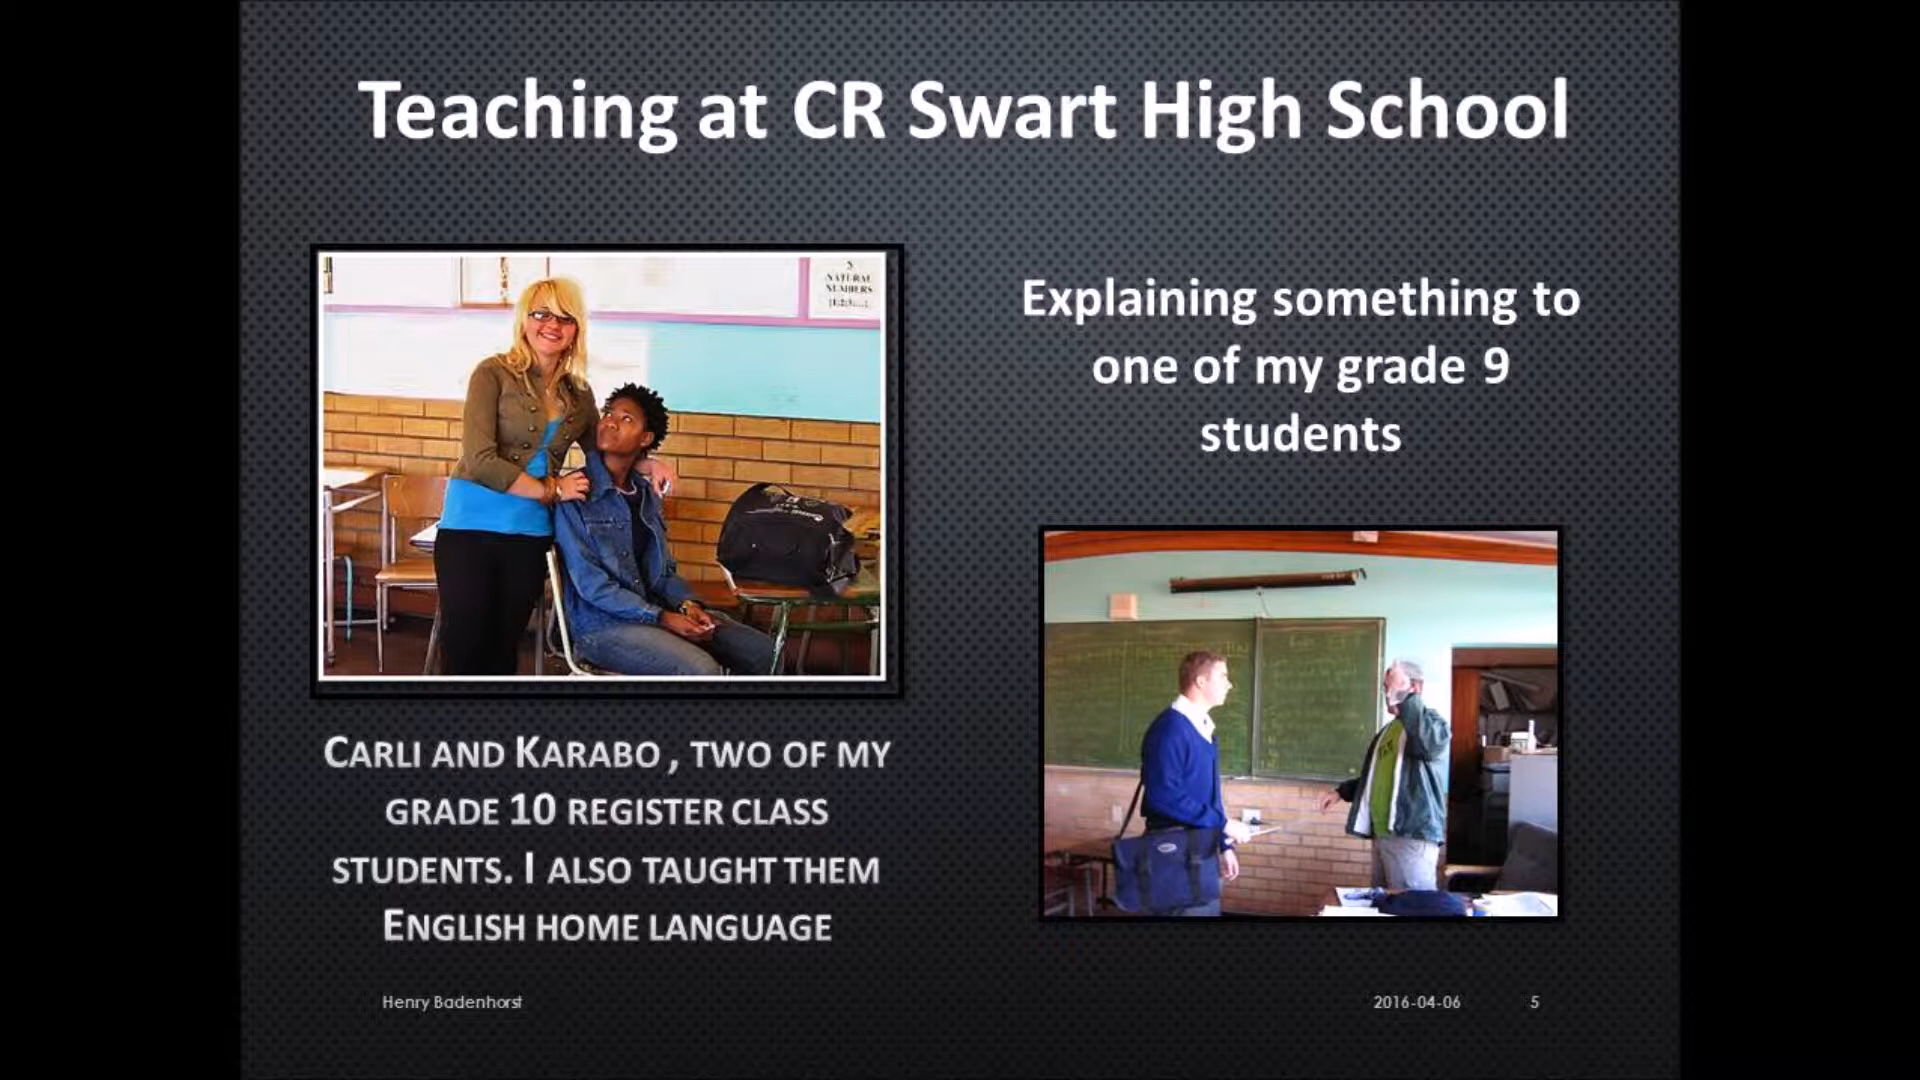 Teaching at CR Swart High School
Explaining something to
one of my grade 9
students
NATURAL
NUMBERS
CARLI AND KARABO , TWO OF MY
GRADE 10 REGISTER CLASS
STUDENTS. I ALSO TAUGHT THEM
ENGLISH HOME LANGUAGE
Henry Badenhorst
2016-04-06
5